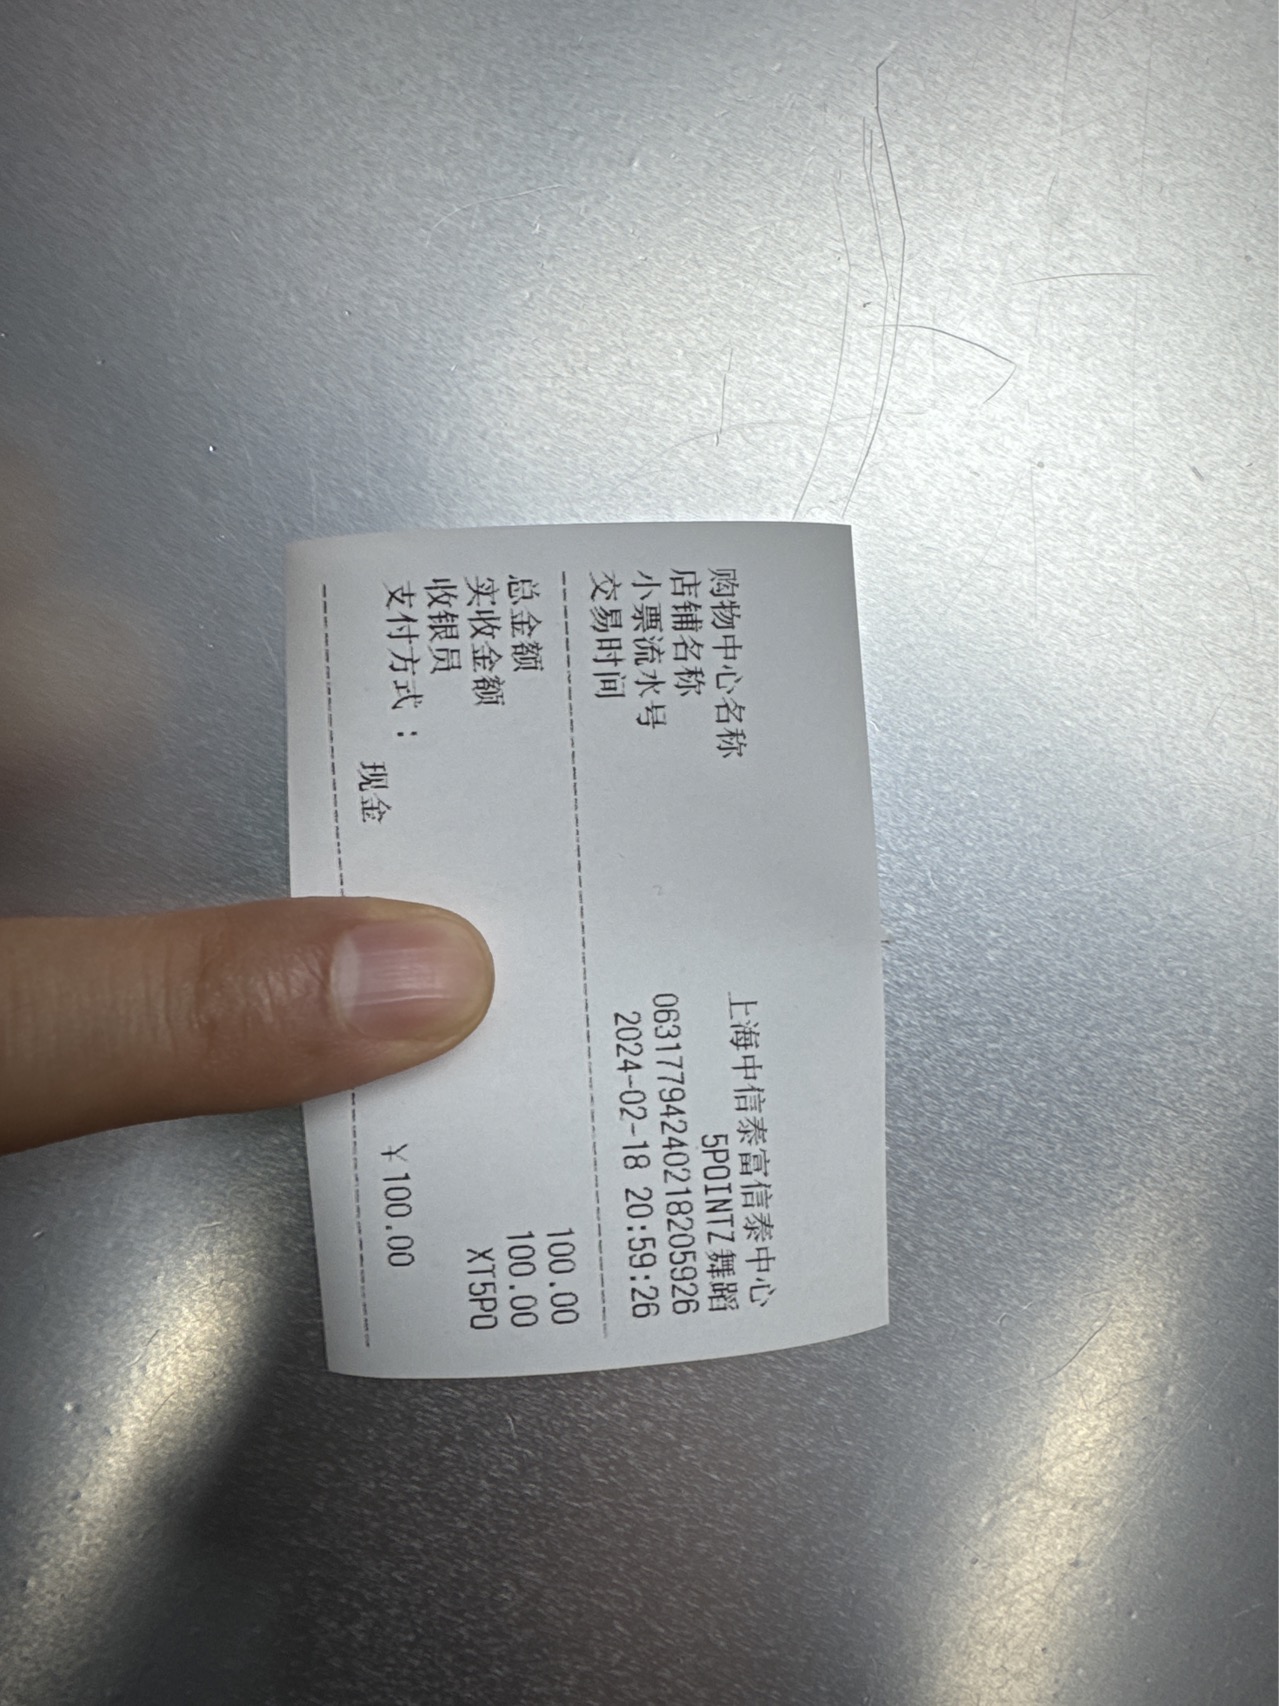 购物中心名称 上海中信泰富信泰中心
店铺名称 5POINTZ舞蹈
小票流水号 0631779424021820592​6
交易时间 2024-02-18 20:59:26
总金额 100.00
实收金额 100.00
收银员 XT5PO
支付方式：
现金 ￥100.00